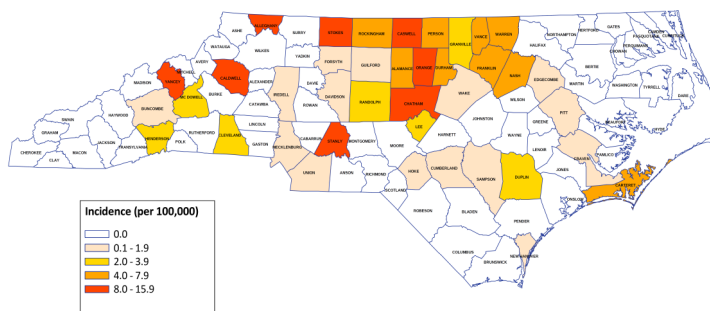 ALLEGHANY
ASHE
SURRY
STOKES
ROCKINGHAM
CASWELL
PERSON
GRANVILLE
VANCE
WARREN
NORTHAMPTON
HERTFORD
GATES
HALIFAX
WATAUGA
WILKES
YADKIN
FORSYTH
GUILFORD
ALAMANCE
ORANGE
DURHAM
FRANKLIN
NASH
BERTIE
AVERY
MITCHELL
YANCEY
CALDWELL
ALEXANDER
DAVIE
IREDELL
DAVIDSON
RANDOLPH
CHATHAM
WAKE
EDGECOMBE
MARTIN
WASHINGTON
TYRRELL
DARE
MADISON
MC DOWELL
BURKE
CATAWBA
ROWAN
WILSON
PITT
BEAUFORT
HYDE
HAYWOOD
BUNCOMBE
SWAIN
GRAHAM
JACKSON
CHEROKEE
CLAY
MACON
TRANSYLVANIA
HENDERSON
POLK
RUTHERFORD
CLEVELAND
LINCOLN
GASTON
MECKLENBURG
CABARRUS
STANLY
MONTGOMERY
MOORE
LEE
HARNETT
JOHNSTON
WAYNE
GREENE
LENOIR
CRAVEN
PAMLICO
JONES
CARTERET
ONSLOW
UNION
ANSON
RICHMOND
SCOTLAND
HOKE
CUMBERLAND
SAMPSON
DUPLIN
ROBESON
BLADEN
PENDER
COLUMBUS
BRUNSWICK
NEW HANOVER
Incidence (per 100,000)
0.0
0.1 - 1.9
2.0 - 3.9
4.0 - 7.9
8.0 - 15.9